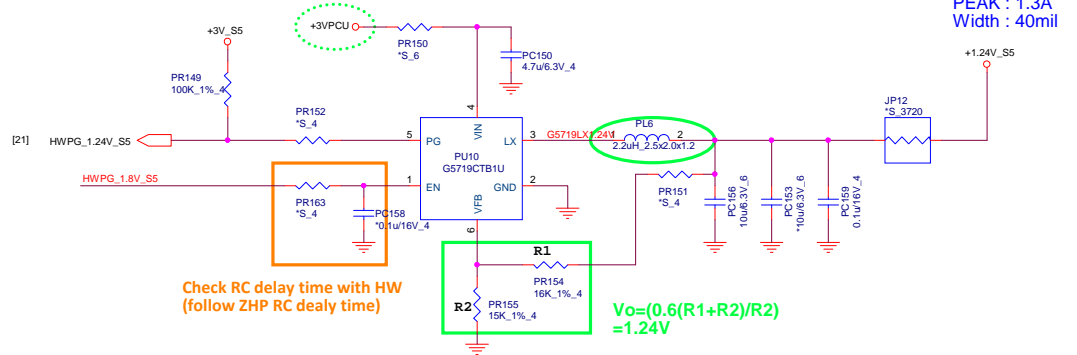 PEAK : 1.3A
Width : 40mil
+3V_S5
+3VPCU
PR150
*S_6
PC150
4.7u/6.3V_4
+1.24V_S5
PR149
100K_1%_4
JP12
*S_3720
[21]
HWPG_1.24V_S5
PR152
*S_4
5
PG
4
VIN
LX
3
G5719LX1.24V
1
PL6
2
2.2uH_2.5x2.0x1.2
PU10
G5719CTB1U
HWPG_1.8V_S5
PR163
*S_4
1
EN
GND
2
VFB
6
PC158
*0.1u/16V_4
PR151
*S_4
PC156
10u/6.3V_6
PC153
*10u/6.3V_6
PC159
0.1u/16V_4
R1
PR154
16K_1%_4
R2
PR155
15K_1%_4
Check RC delay time with HW
(follow ZHP RC dealy time)
Vo=(0.6(R1+R2)/R2)
=1.24V